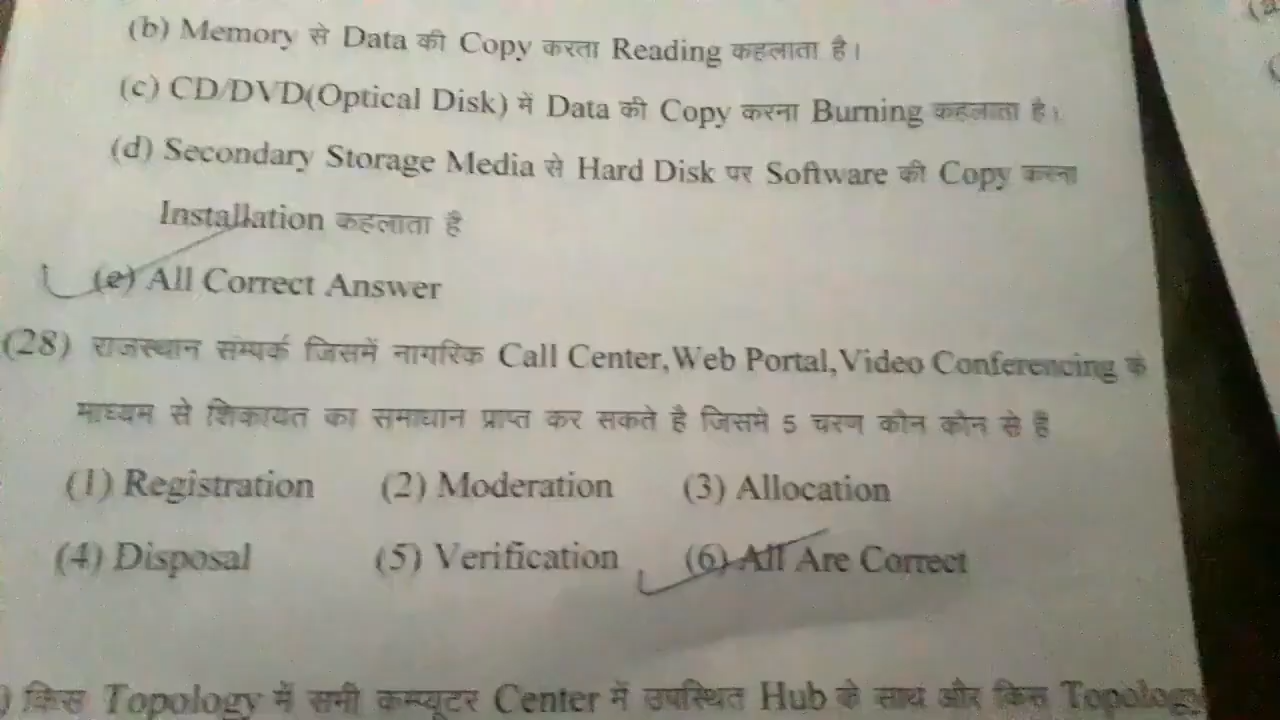 (b) Memory से Data की Copy करता Reading कहलाता है।
(c) CD/DVD(Optical Disk) में Data की Copy करना Burning कहलाता है।
(d) Secondary Storage Media से Hard Disk पर Software की Copy करना
Installation कहलाता है
(e) All Correct Answer
(28) राजस्थान सम्पर्क जिसमें नागरिक Call Center,Web Portal,Video Conferencing के
माध्यम से शिकायत का समाधान प्राप्त कर सकते है जिसमे 5 चरण कौन कौन से है
(1) Registration (2) Moderation (3) Allocation
(4) Disposal (5) Verification (6) All Are Correct
) किस Topology में सभी कम्प्यूटर Center में उपस्थित Hub के साथ और किस Topology